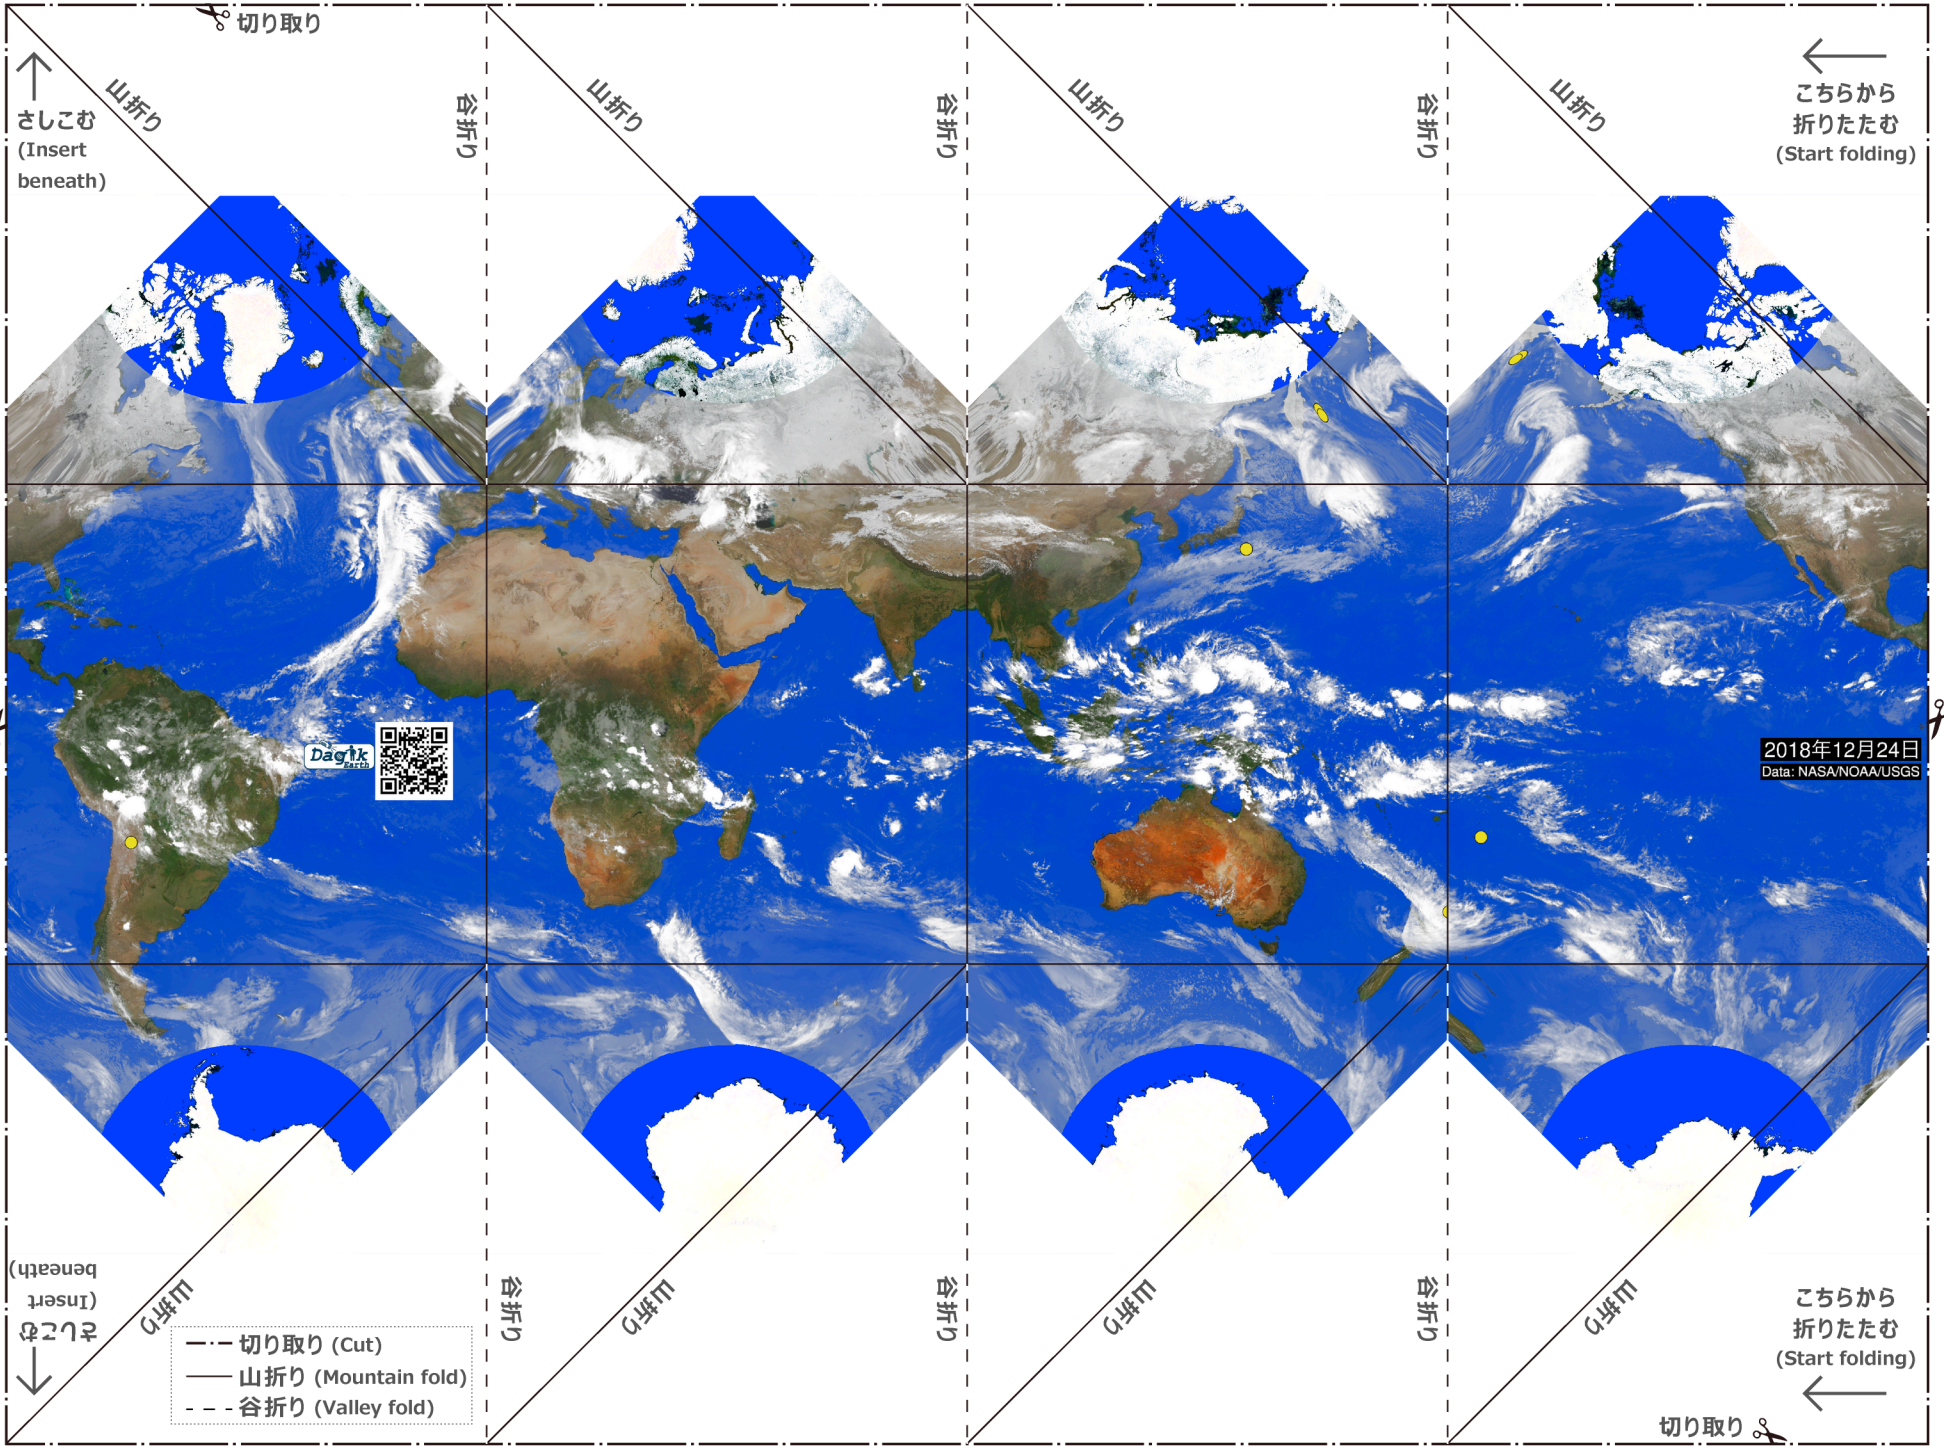 切り取り
山折り
谷折り
山折り
谷折り
山折り
谷折り
山折り
さしこむ
(Insert
beneath)
こちらから
折りたたむ
(Start folding)
Dagik
Earth
2018年12月24日
Data: NASA/NOAA/USGS
さしこむ
(Insert
beneath)
山折り
谷折り
山折り
谷折り
山折り
谷折り
山折り
こちらから
折りたたむ
(Start folding)
切り取り (Cut)
山折り (Mountain fold)
谷折り (Valley fold)
切り取り